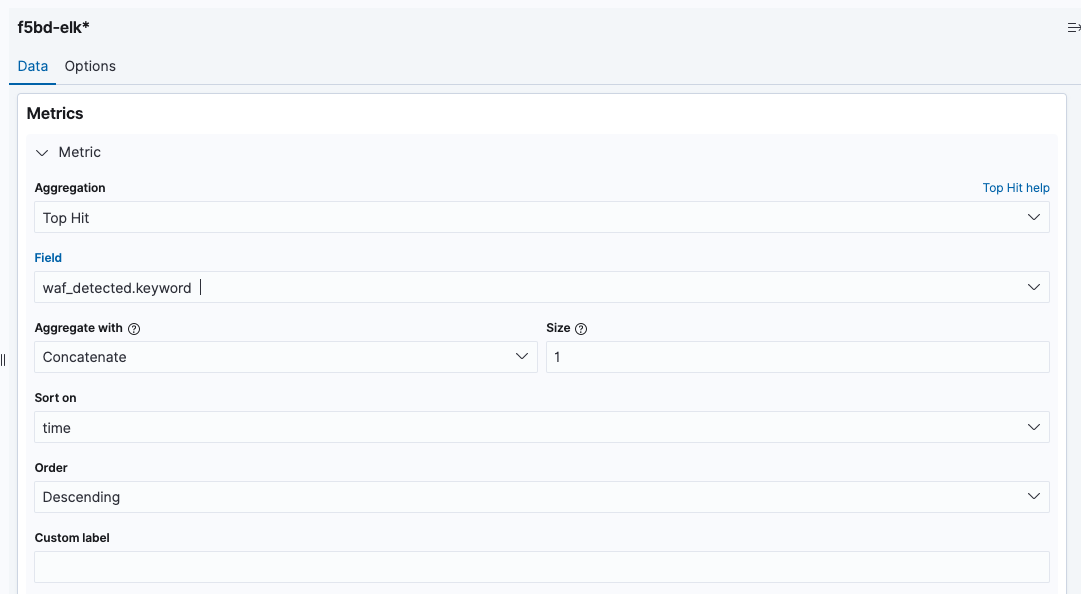 f5bd-elk*
Data Options
Metrics
Metric
Aggregation Top Hit help
Top Hit
Field
waf_detected.keyword
Aggregate with Size
Concatenate 1
Sort on
time
Order
Descending
Custom label